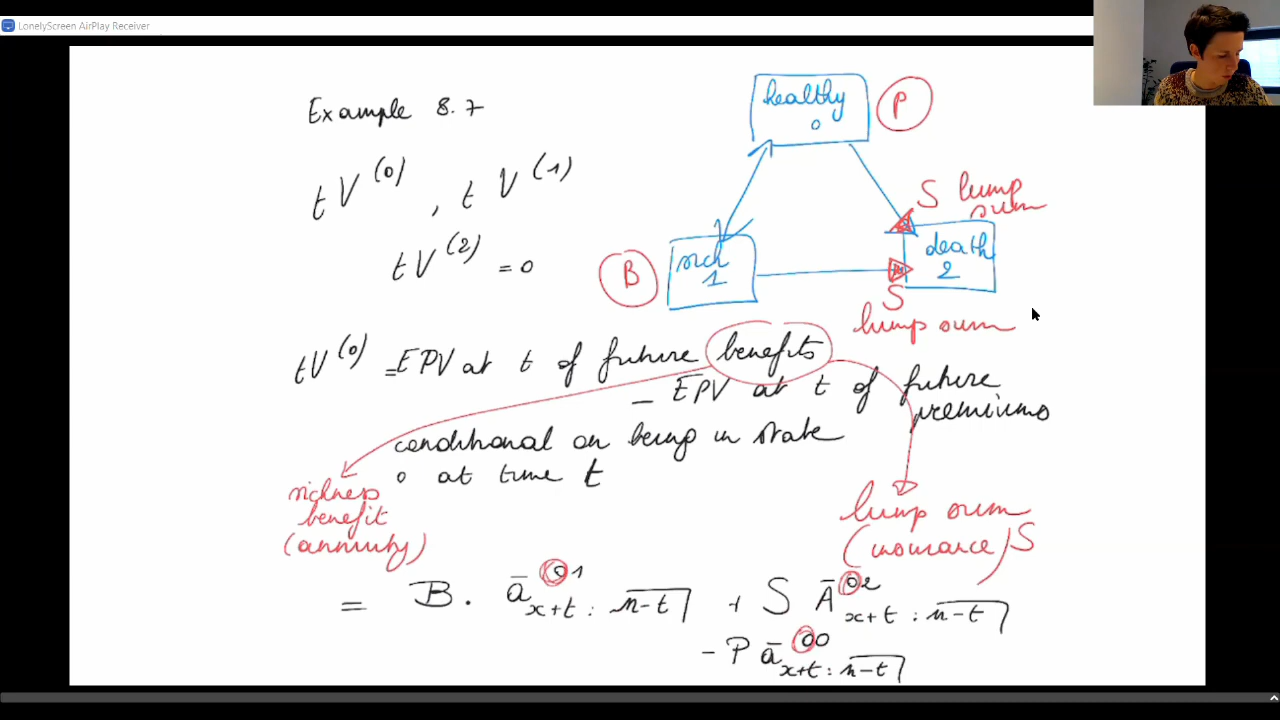 LonelyScreen AirPlay Receiver
Example 8.7
healthy
0
P
tV^(0), tV^(1)
S lump sum
tV^(2) = 0
B
sick
1
death
2
S
lump sum
tV^(0) = EPV at t of future benefits
− EPV at t of future premiums
conditional on being in state
0 at time t
sickness
benefit
(annuity)
lump sum
(insurance) S
= B. ā^01_x+t:n-t⌉ + S Ā^02_x+t:n-t⌉
− P ā^00_x+t:n-t⌉